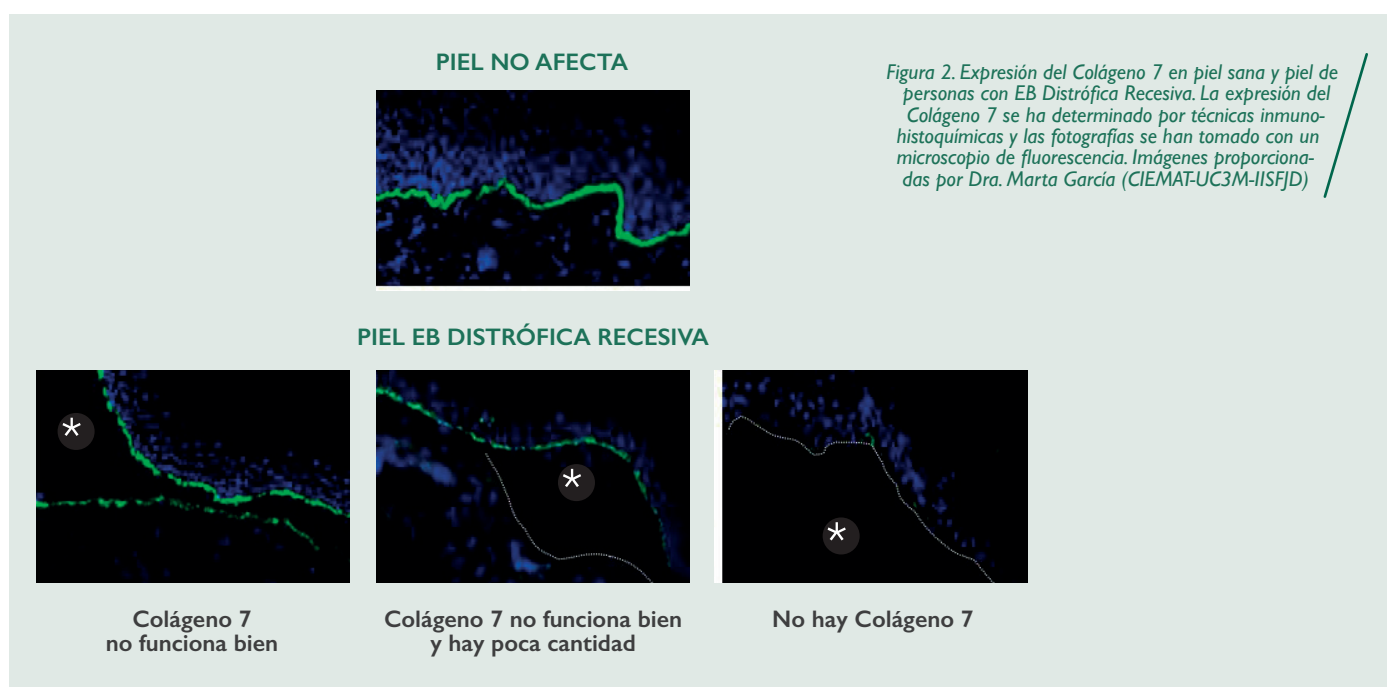 PIEL NO AFECTA
Figura 2. Expresión del Colágeno 7 en piel sana y piel de
personas con EB Distrófica Recesiva. La expresión del
Colágeno 7 se ha determinado por técnicas inmuno-
histoquímicas y las fotografías se han tomado con un
microscopio de fluorescencia. Imágenes proporciona-
das por Dra. Marta García (CIEMAT-UC3M-IISFJD)
PIEL EB DISTRÓFICA RECESIVA
*
*
*
Colágeno 7
no funciona bien
Colágeno 7 no funciona bien
y hay poca cantidad
No hay Colágeno 7